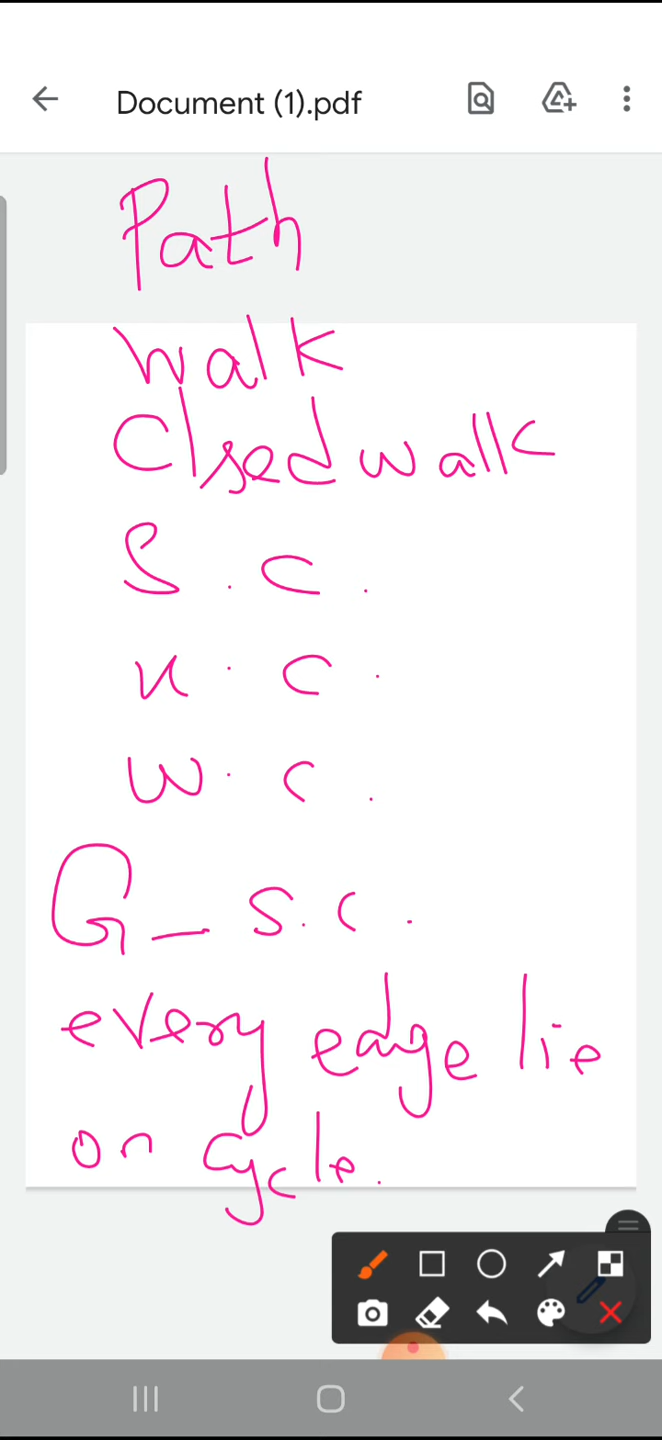 Document (1).pdf
Path
Walk
Clsed walk
S . C .
U . C .
W . C .
G - S . C .
every edge lie
on cycle.